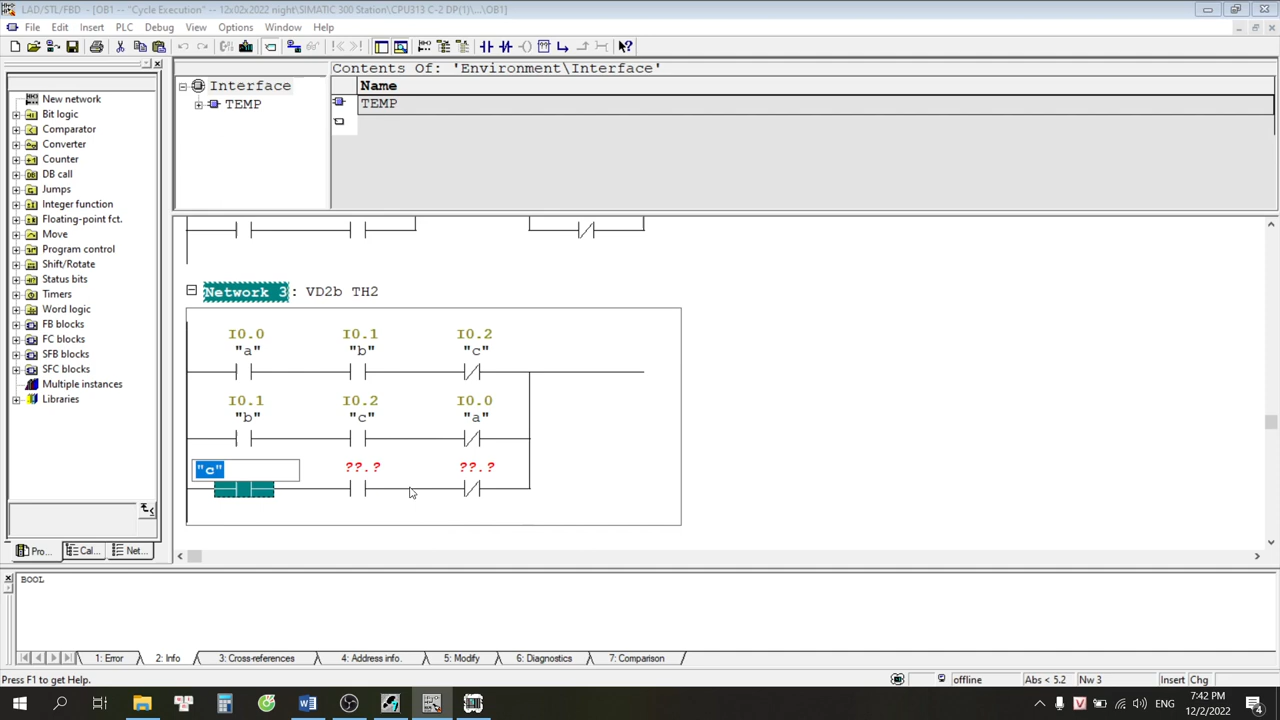 LAD/STL/FBD - [OB1 -- "Cycle Execution" -- 12x02x2022 night\SIMATIC 300 Station\CPU313 C-2 DP(1)\...\OB1]
File Edit Insert PLC Debug View Options Window Help
Contents Of: 'Environment\Interface'
Interface
TEMP
Name
TEMP
New network
Bit logic
Comparator
Converter
Counter
DB call
Jumps
Integer function
Floating-point fct.
Move
Program control
Shift/Rotate
Status bits
Timers
Word logic
FB blocks
FC blocks
SFB blocks
SFC blocks
Multiple instances
Libraries
Pro... Cal... Net...
Network 3: VD2b TH2
I0.0 I0.1 I0.2
"a" "b" "c"
I0.1 I0.2 I0.0
"b" "c" "a"
"c" ??.? ??.?
BOOL
1: Error 2: Info 3: Cross-references 4: Address info. 5: Modify 6: Diagnostics 7: Comparison
Press F1 to get Help. offline Abs < 5.2 Nw 3 Insert Chg
7:42 PM
12/2/2022